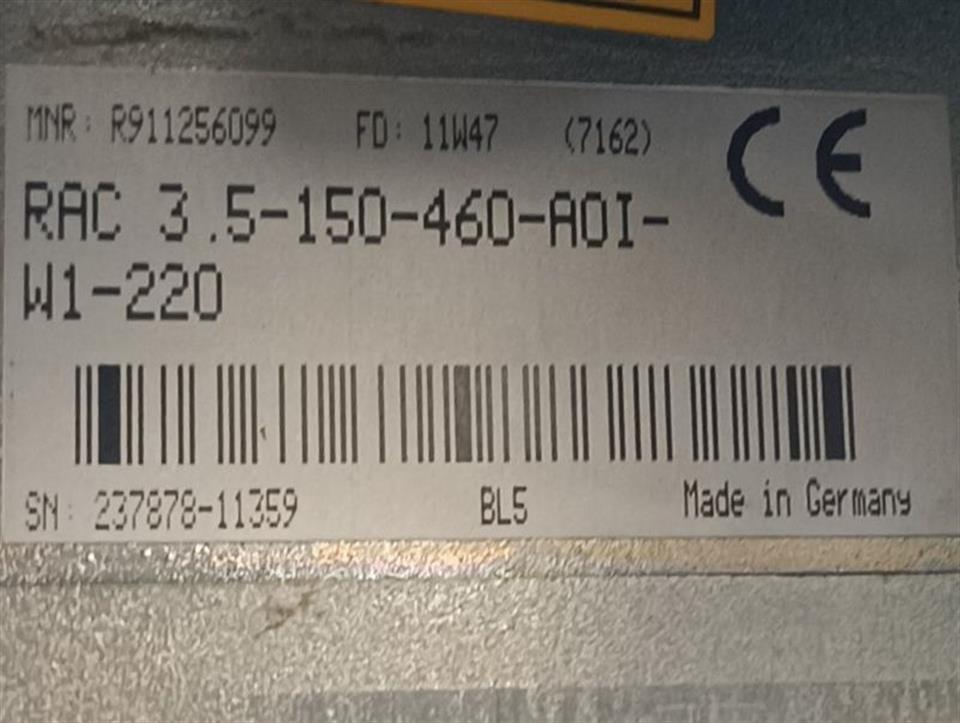 MNR: R911256099 FD: 11W47 (7162) CE
RAC 3.5-150-460-A0I-
W1-220
SN: 237878-11359 BL5 Made in Germany